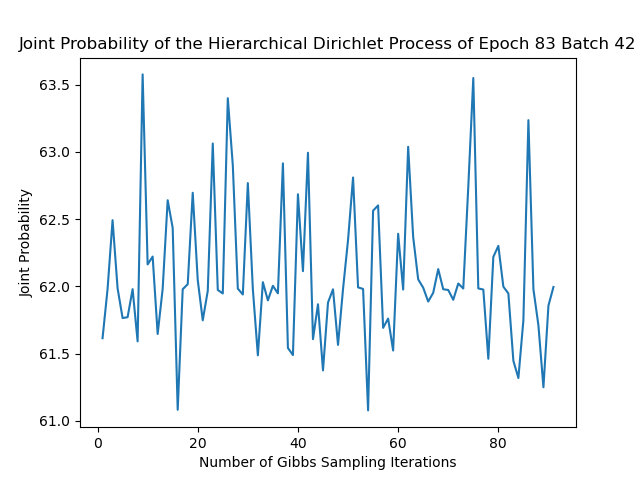 Joint Probability of the Hierarchical Dirichlet Process of Epoch 83 Batch 42
63.5
63.0
62.5
62.0
61.5
61.0
Joint Probability
0 20 40 60 80
Number of Gibbs Sampling Iterations